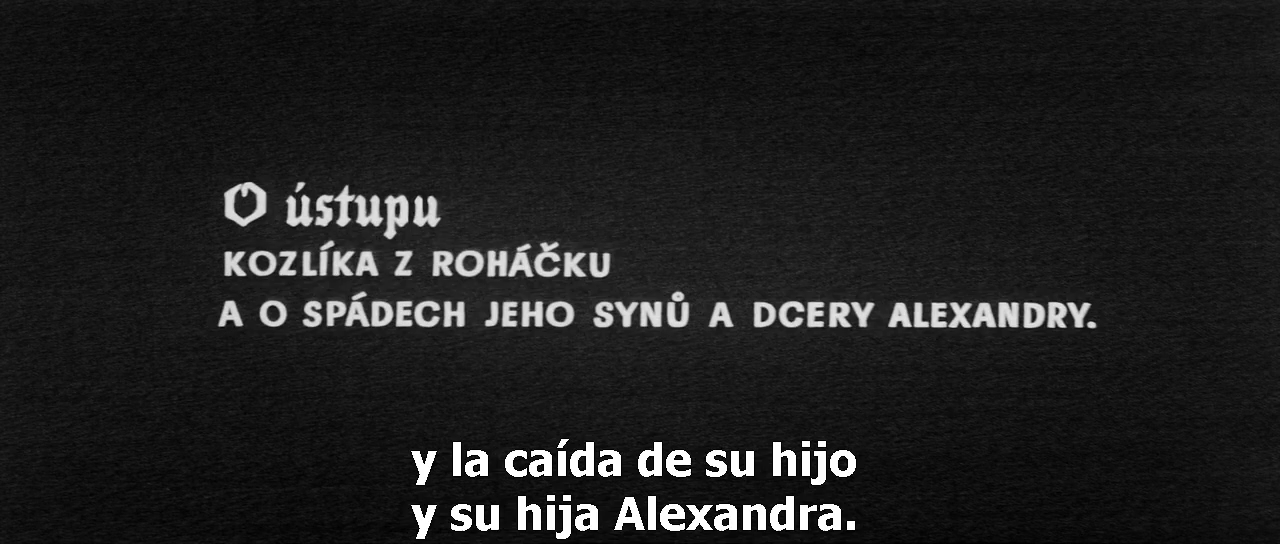 O ústupu
KOZLÍKA Z ROHÁČKU
A O SPÁDECH JEHO SYNŮ A DCERY ALEXANDRY.
y la caída de su hijo
y su hija Alexandra.